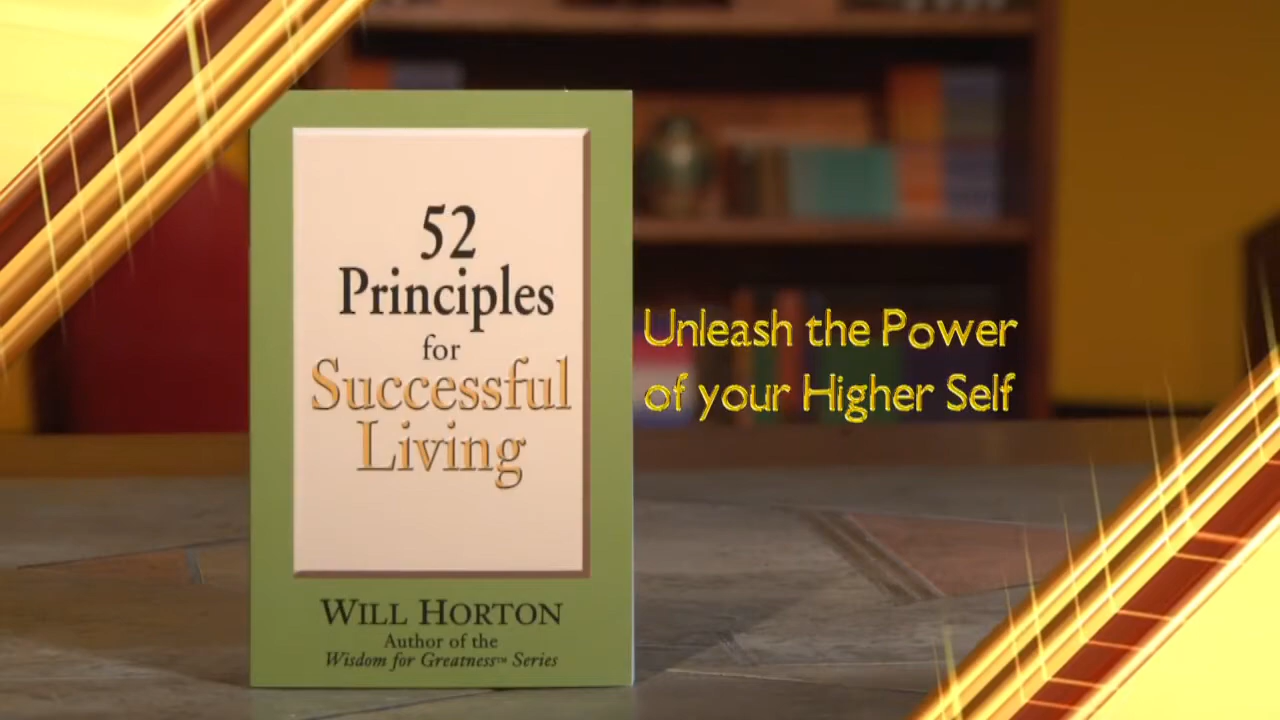 52
Principles
for
Successful
Living
WILL HORTON
Author of the
Wisdom for Greatness™ Series
Unleash the Power
of your Higher Self